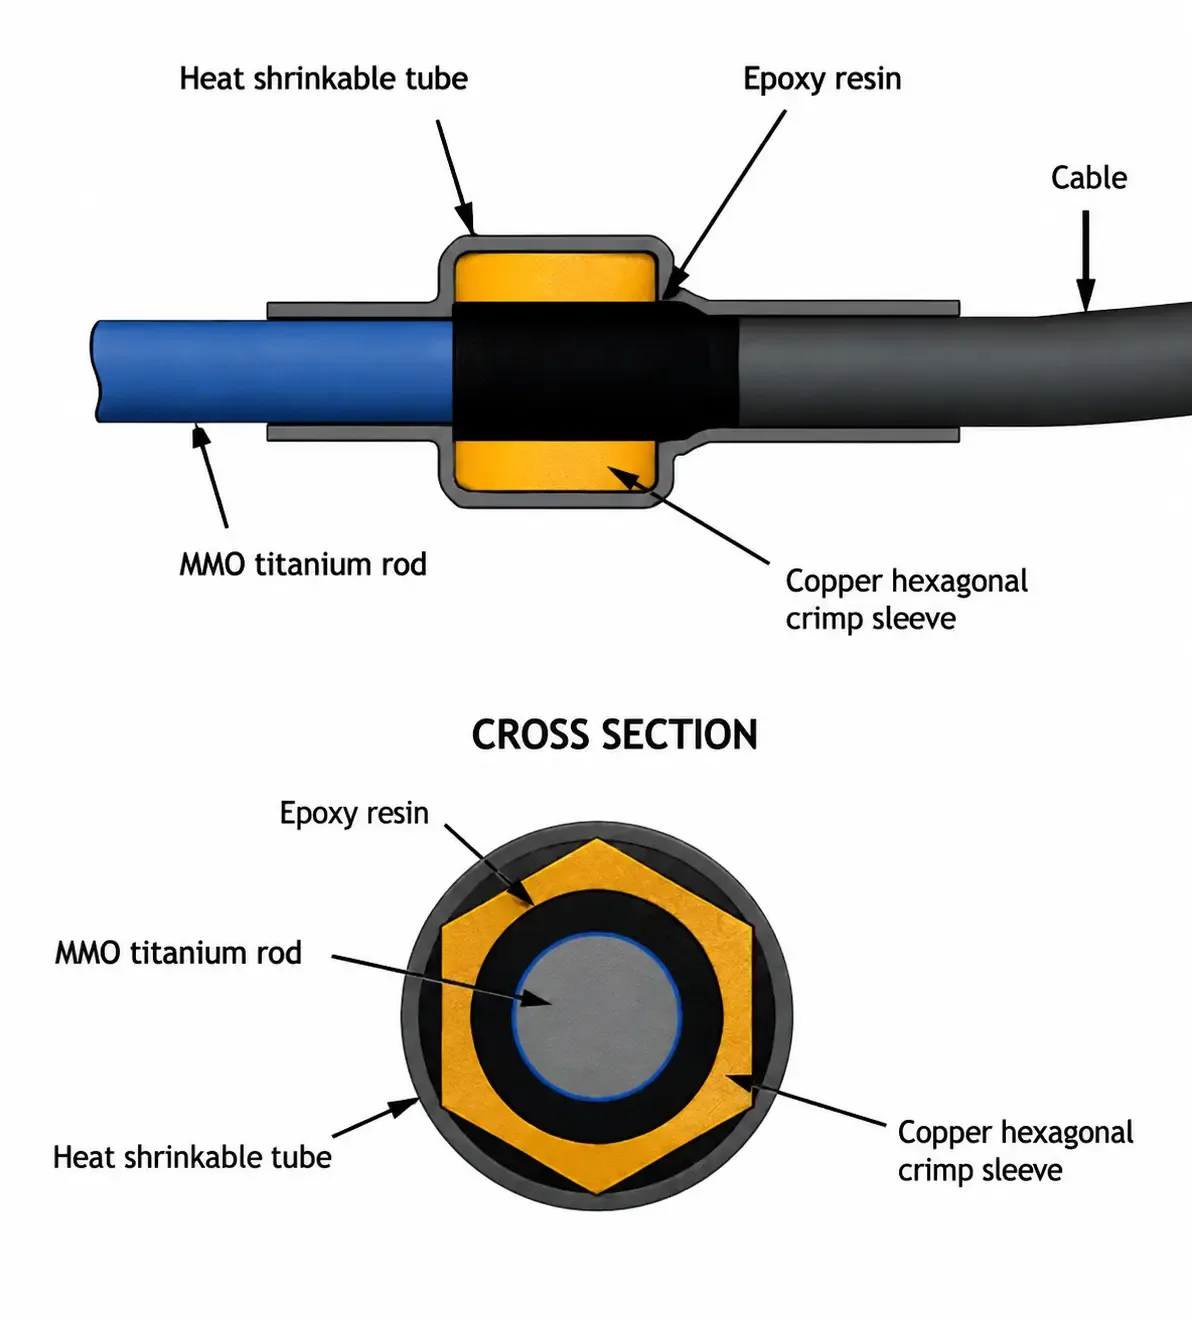 Heat shrinkable tube
Epoxy resin
Cable
MMO titanium rod
Copper hexagonal
crimp sleeve
CROSS SECTION
Epoxy resin
MMO titanium rod
Heat shrinkable tube
Copper hexagonal
crimp sleeve